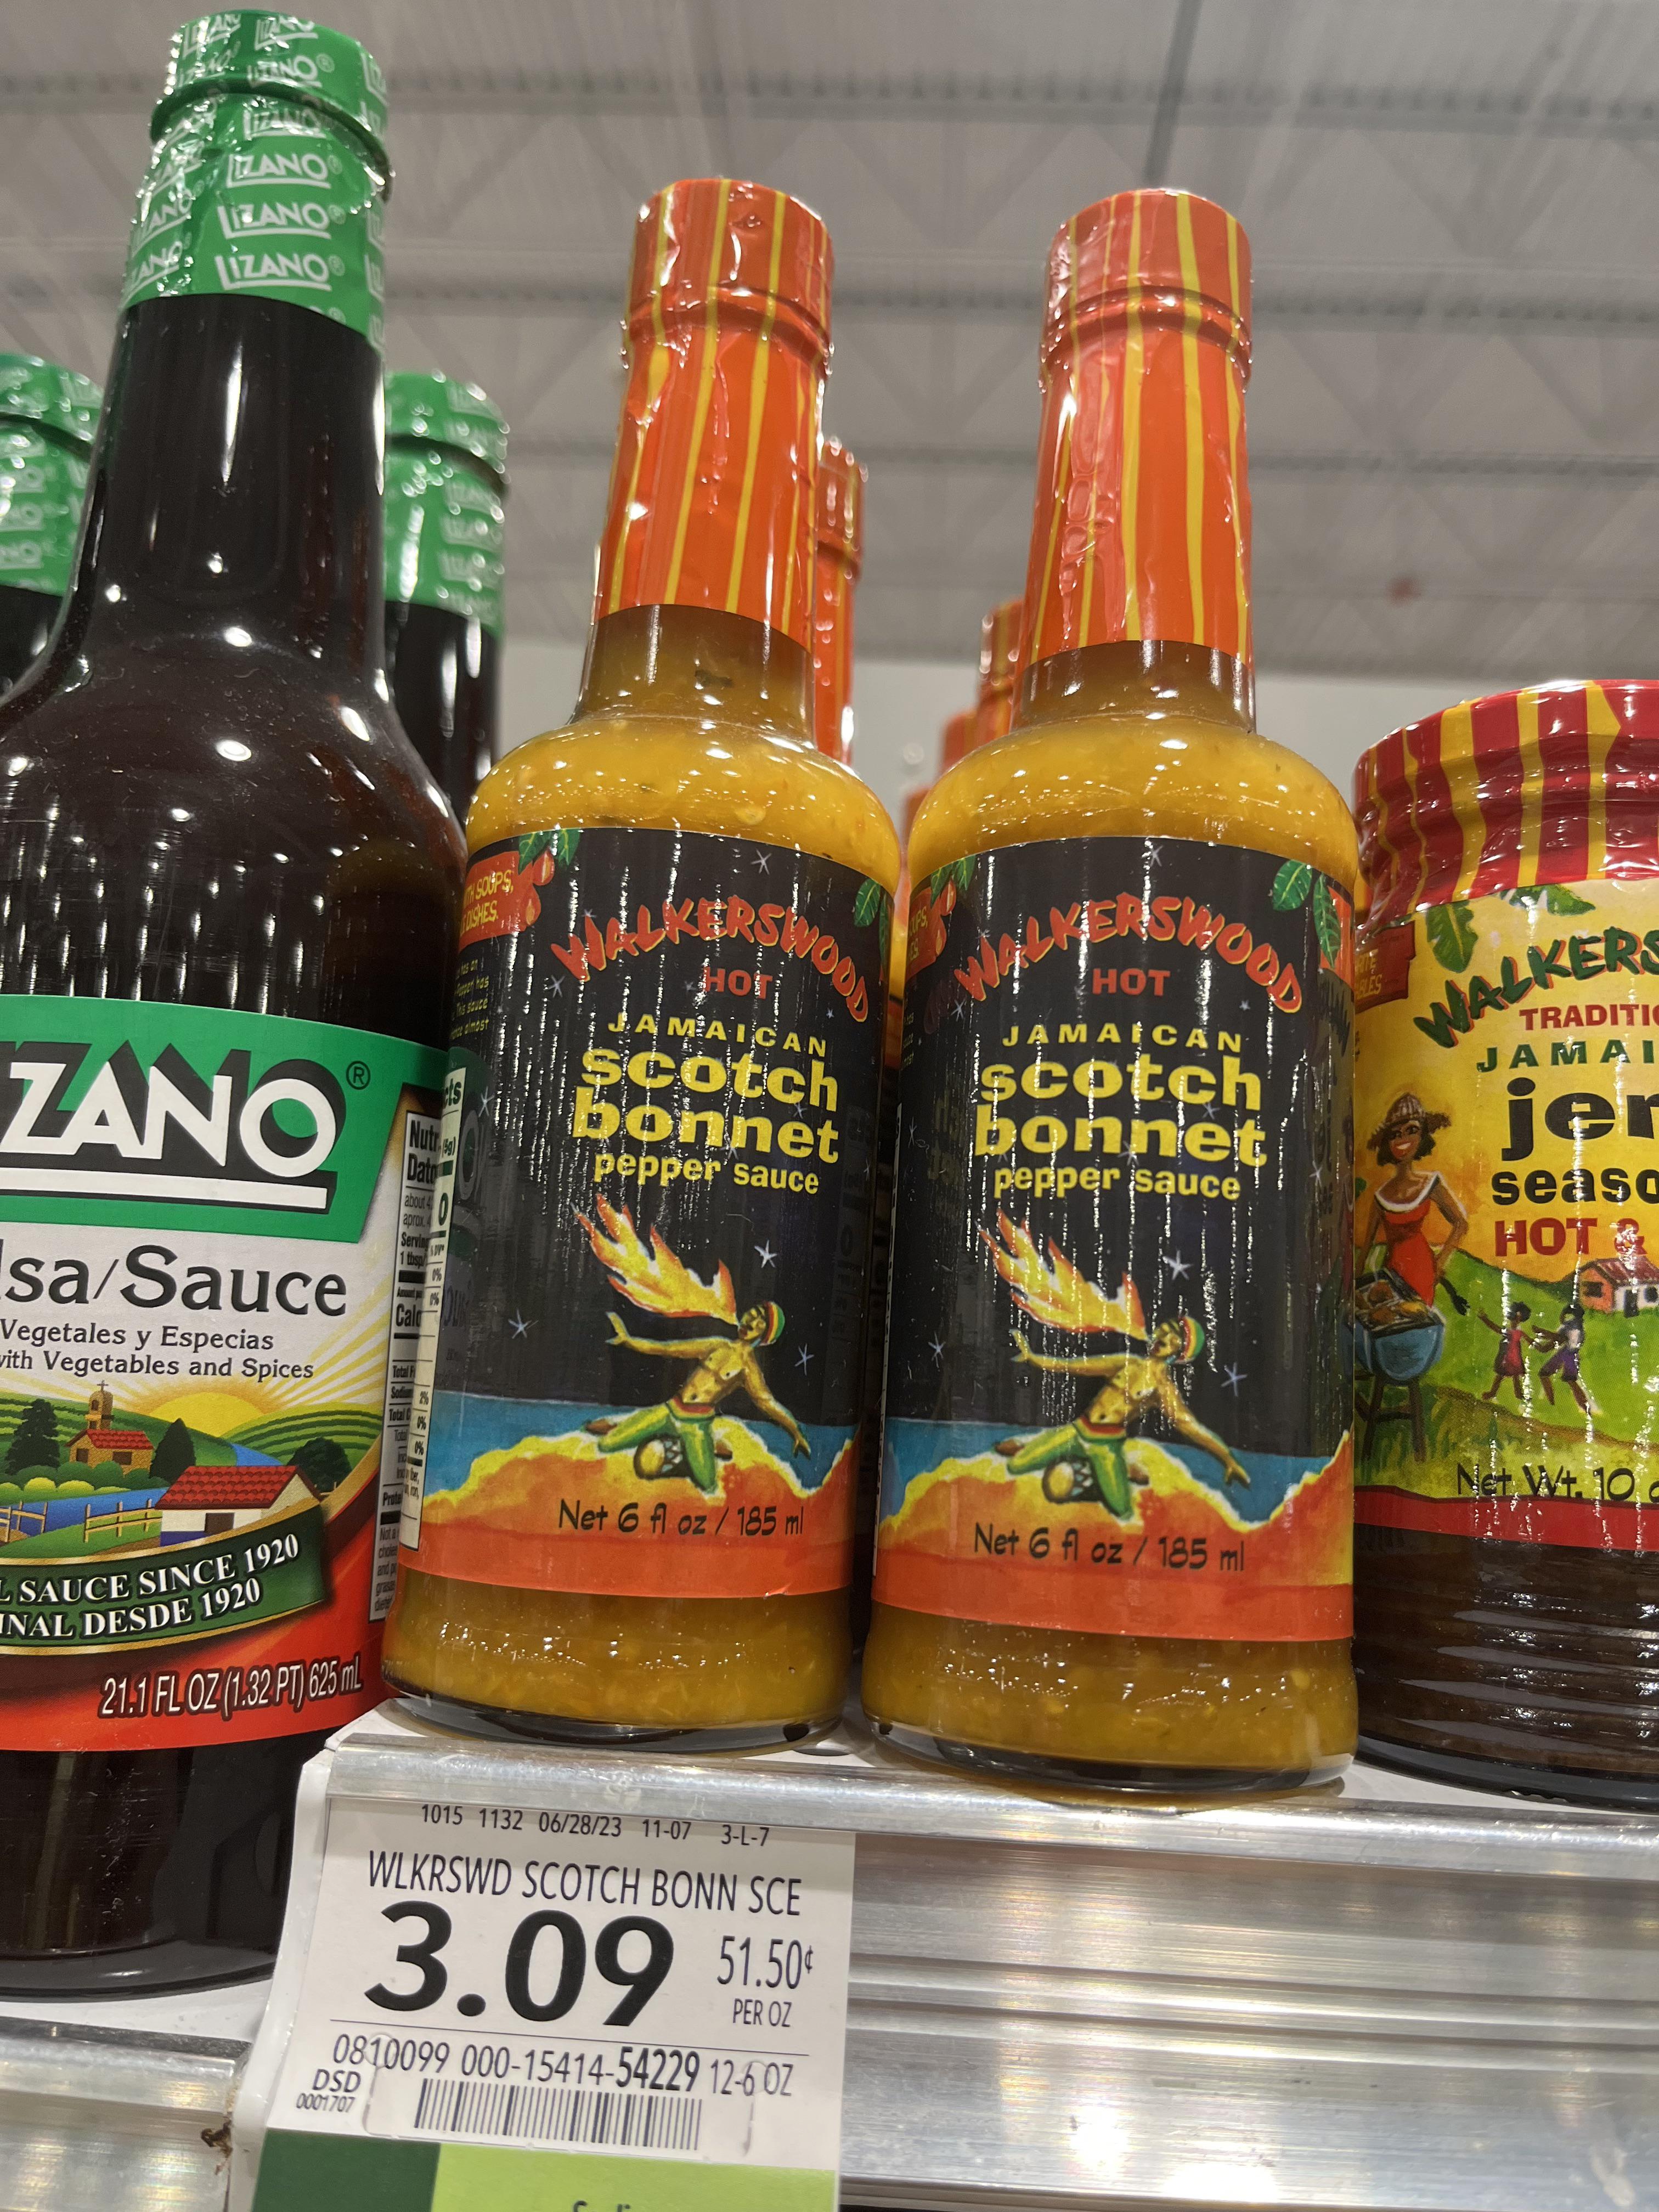 LIZANO®
LIZANO®
LIZANO®
ZANO®
lsa/Sauce
Vegetales y Especias
with Vegetables and Spices
SAUCE SINCE 1920
DESDE 1920
21.1 FL OZ (1.32 PT) 625 mL
TH SOUPS,
DISHES.
WALKERSWOOD
HOT
JAMAICAN
scotch
bonnet
pepper sauce
Net 6 fl oz / 185 ml
WALKERSWOOD
HOT
JAMAICAN
scotch
bonnet
pepper sauce
Net 6 fl oz / 185 ml
WALKERS
TRADITIO
JAMAI
jer
seaso
HOT &
Net Wt. 10
1015 1132 06/28/23 11-07 3-L-7
WLKRSWD SCOTCH BONN SCE
3.09
51.50¢
PER OZ
0810099 000-15414-54229 12-6 OZ
DSD
0001707